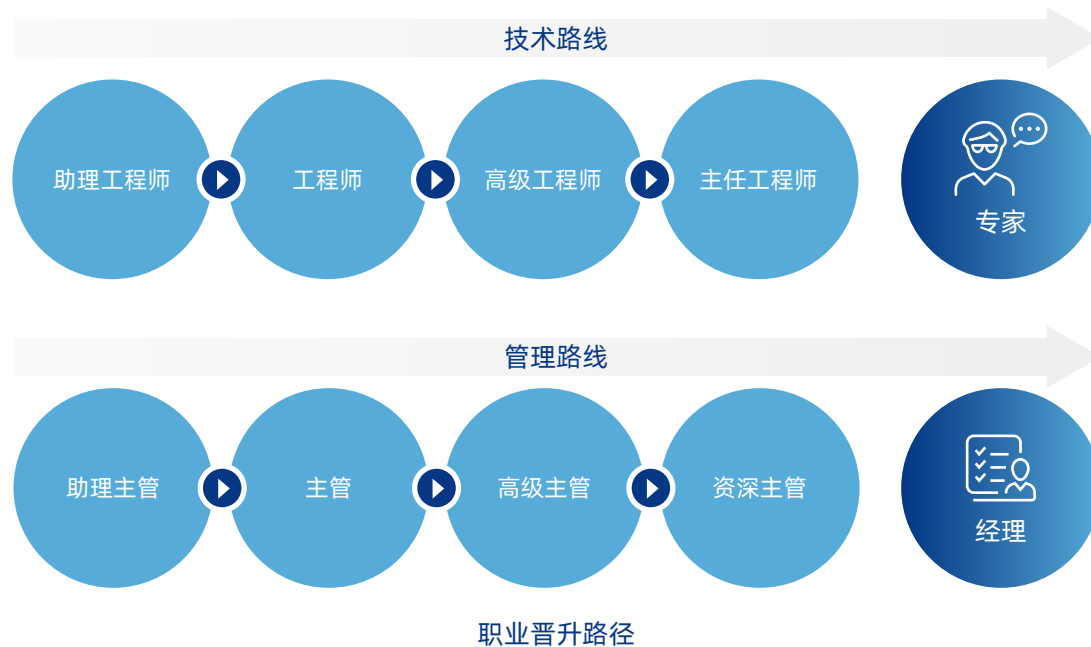 技术路线
助理工程师
工程师
高级工程师
主任工程师
专家
管理路线
助理主管
主管
高级主管
资深主管
经理
职业晋升路径